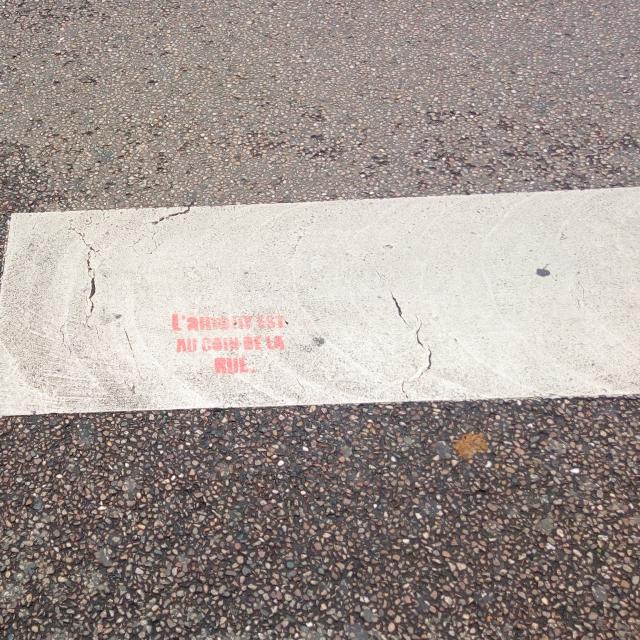 L'amour est
au coin de la
rue.